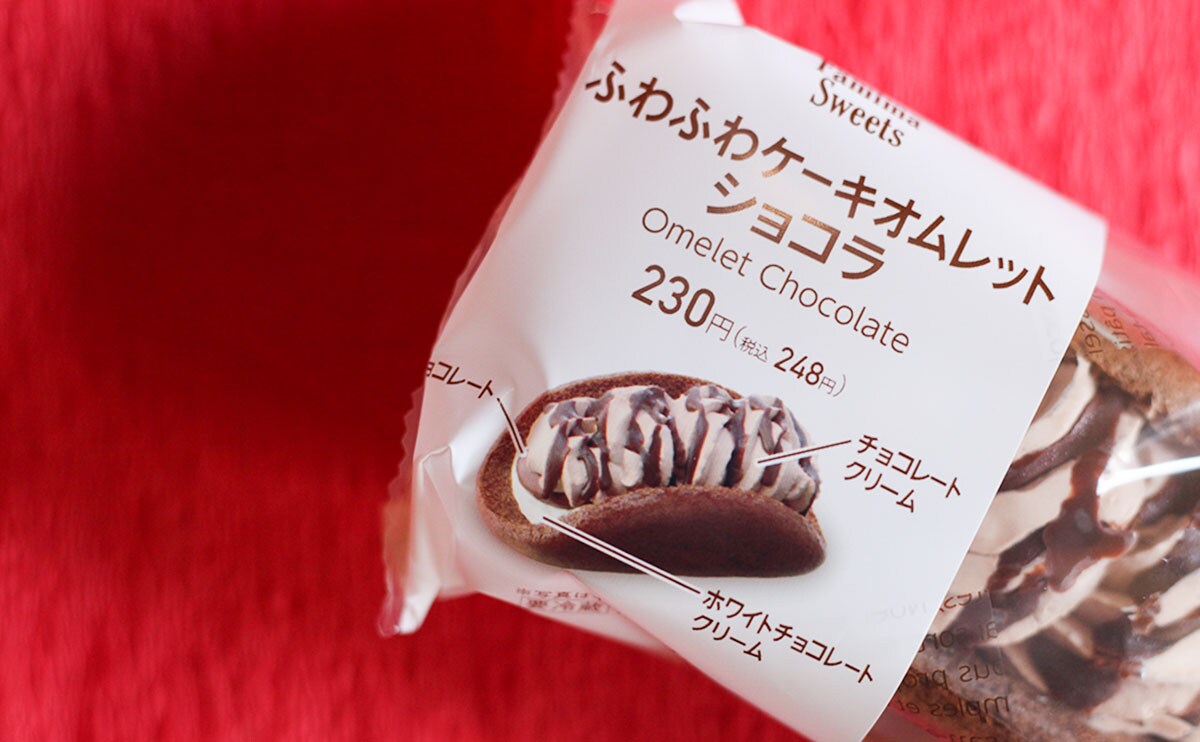 Famima
Sweets
ふわふわケーキオムレット
ショコラ
Omelet Chocolate
230円(税込 248円)
ョコレート
チョコレート
クリーム
ホワイトチョコレート
クリーム